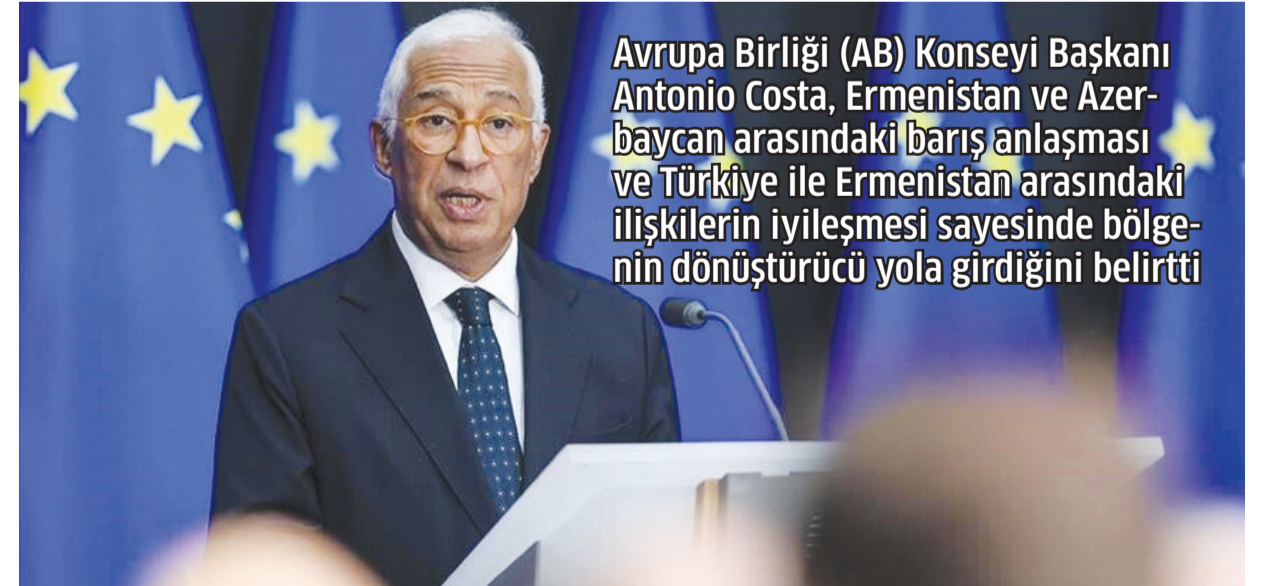 Avrupa Birliği (AB) Konseyi Başkanı
Antonio Costa, Ermenistan ve Azer-
baycan arasındaki barış anlaşması
ve Türkiye ile Ermenistan arasındaki
ilişkilerin iyileşmesi sayesinde bölge-
nin dönüştürücü yola girdiğini belirtti